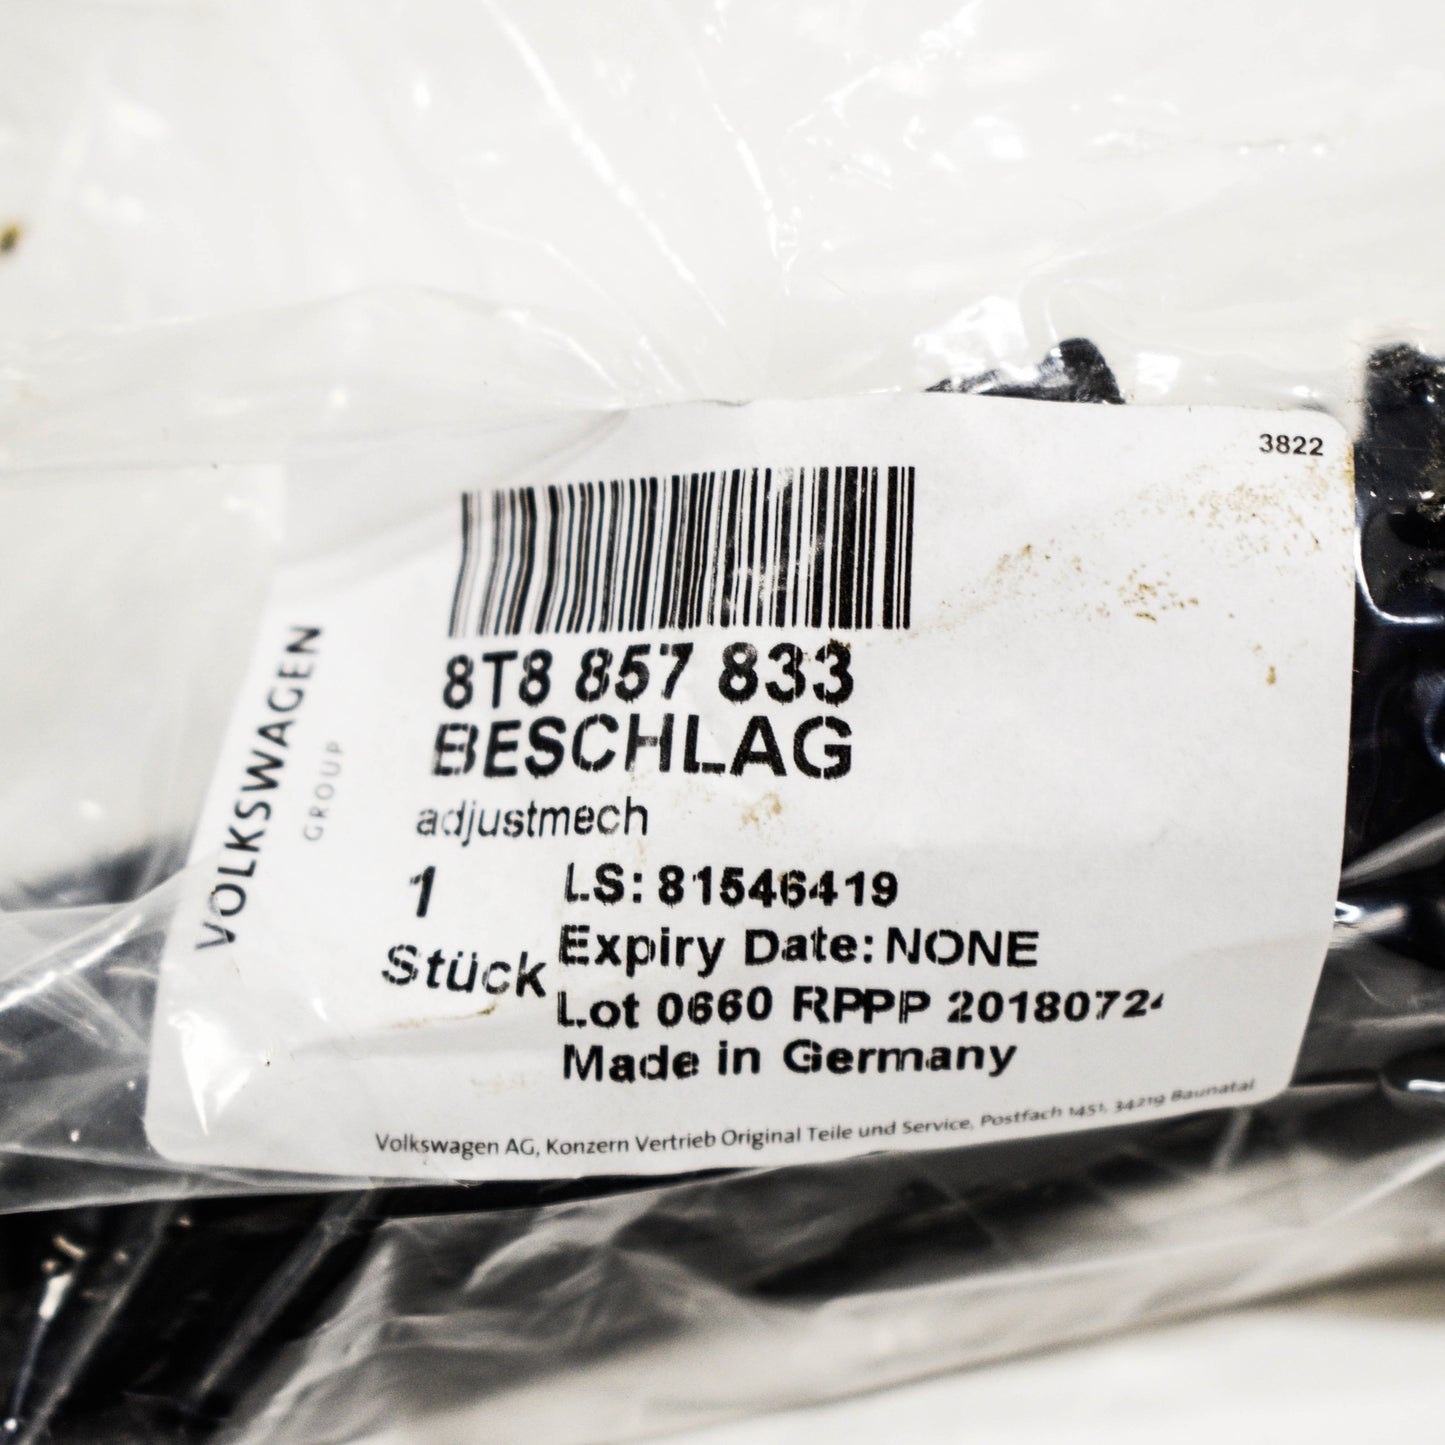 3822
8T8 857 833
BESCHLAG
adjustmech
1
Stück
LS: 81546419
Expiry Date: NONE
Lot 0660 RPPP 20180724
Made in Germany
Volkswagen AG, Konzern Vertrieb Original Teile und Service, Postfach 1451, 34219 Baunatal
VOLKSWAGEN
GROUP